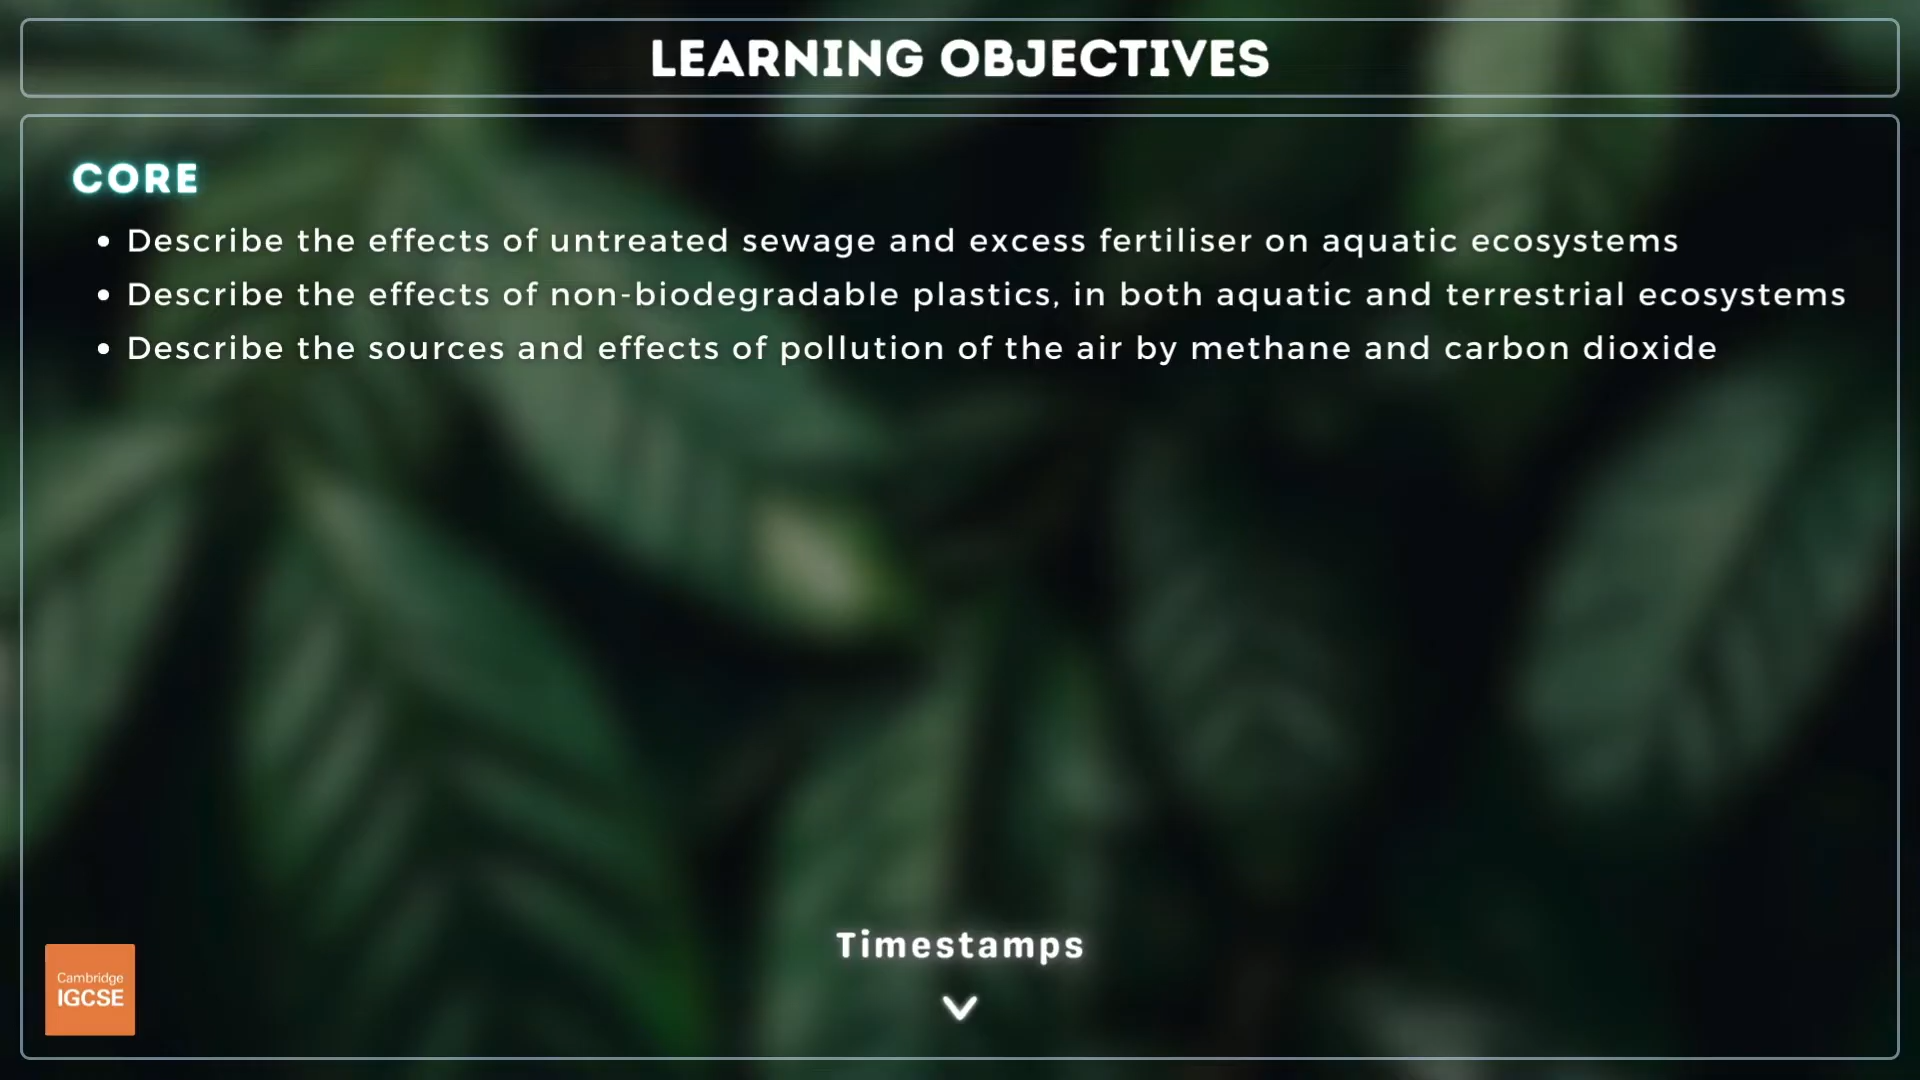 LEARNING OBJECTIVES
CORE
• Describe the effects of untreated sewage and excess fertiliser on aquatic ecosystems
• Describe the effects of non-biodegradable plastics, in both aquatic and terrestrial ecosystems
• Describe the sources and effects of pollution of the air by methane and carbon dioxide
Timestamps
Cambridge
IGCSE